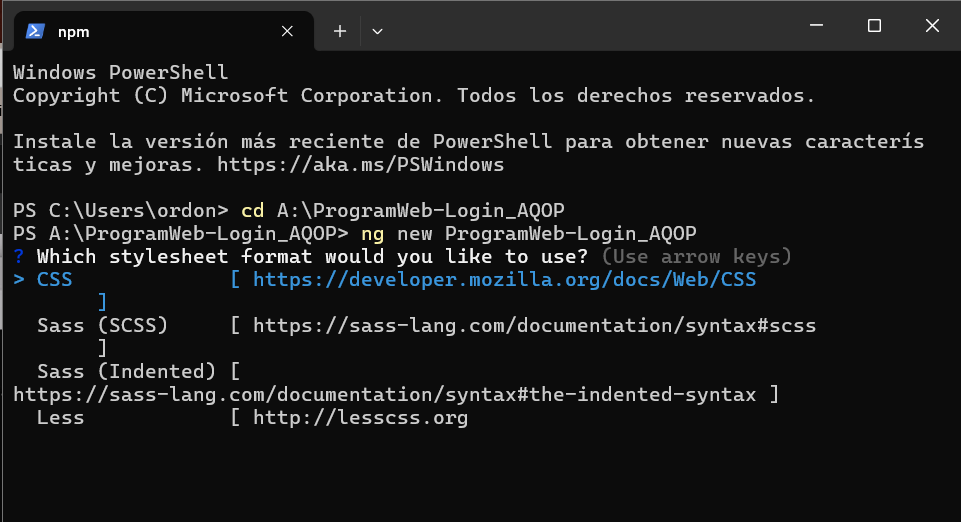 npm
Windows PowerShell
Copyright (C) Microsoft Corporation. Todos los derechos reservados.
Instale la versión más reciente de PowerShell para obtener nuevas caracterís
ticas y mejoras. https://aka.ms/PSWindows
PS C:\Users\ordon> cd A:\ProgramWeb-Login_AQOP
PS A:\ProgramWeb-Login_AQOP> ng new ProgramWeb-Login_AQOP
? Which stylesheet format would you like to use? (Use arrow keys)
> CSS [ https://developer.mozilla.org/docs/Web/CSS
]
Sass (SCSS) [ https://sass-lang.com/documentation/syntax#scss
]
Sass (Indented) [
https://sass-lang.com/documentation/syntax#the-indented-syntax ]
Less [ http://lesscss.org